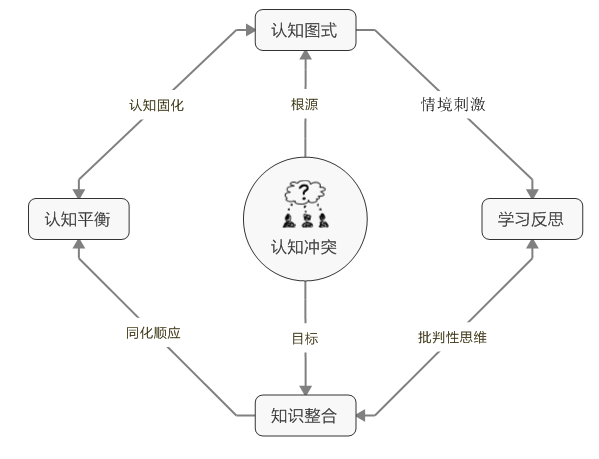 认知图式
认知固化
根源
情境刺激
?
认知平衡
认知冲突
学习反思
同化顺应
目标
批判性思维
知识整合